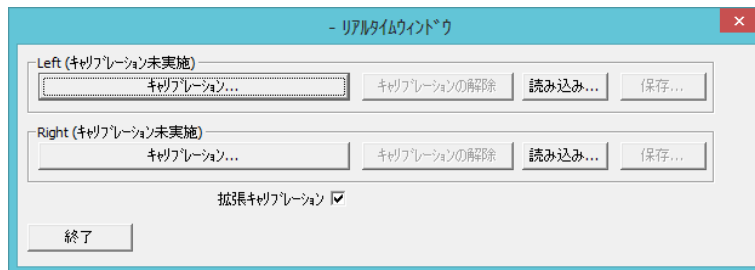 - リアルタイムウィンドウ
Left (キャリブレーション未実施)
キャリブレーション... キャリブレーションの解除 読み込み... 保存...
Right (キャリブレーション未実施)
キャリブレーション... キャリブレーションの解除 読み込み... 保存...
拡張キャリブレーション
終了